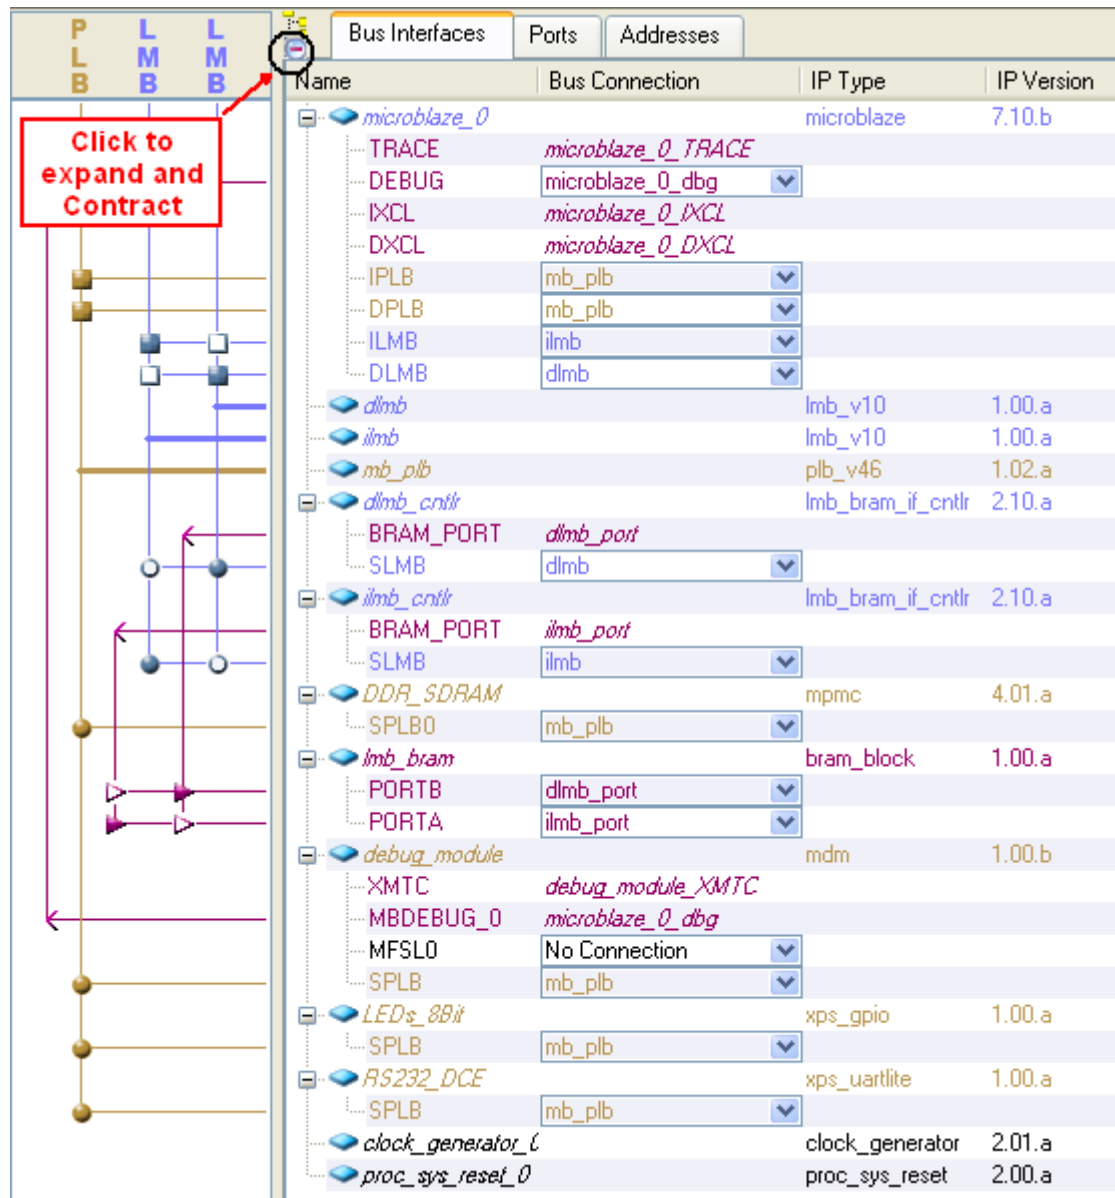 PLB LMB LMB
Bus Interfaces Ports Addresses
Name Bus Connection IP Type IP Version
Click to
expand and
Contract
microblaze_0 microblaze 7.10.b
TRACE microblaze_0_TRACE
DEBUG microblaze_0_dbg
IXCL microblaze_0_IXCL
DXCL microblaze_0_DXCL
IPLB mb_plb
DPLB mb_plb
ILMB ilmb
DLMB dlmb
dlmb lmb_v10 1.00.a
ilmb lmb_v10 1.00.a
mb_plb plb_v46 1.02.a
dlmb_cntlr lmb_bram_if_cntlr 2.10.a
BRAM_PORT dlmb_port
SLMB dlmb
ilmb_cntlr lmb_bram_if_cntlr 2.10.a
BRAM_PORT ilmb_port
SLMB ilmb
DDR_SDRAM mpmc 4.01.a
SPLB0 mb_plb
lmb_bram bram_block 1.00.a
PORTB dlmb_port
PORTA ilmb_port
debug_module mdm 1.00.b
XMTC debug_module_XMTC
MBDEBUG_0 microblaze_0_dbg
MFSL0 No Connection
SPLB mb_plb
LEDs_8Bit xps_gpio 1.00.a
SPLB mb_plb
RS232_DCE xps_uartlite 1.00.a
SPLB mb_plb
clock_generator_0 clock_generator 2.01.a
proc_sys_reset_0 proc_sys_reset 2.00.a